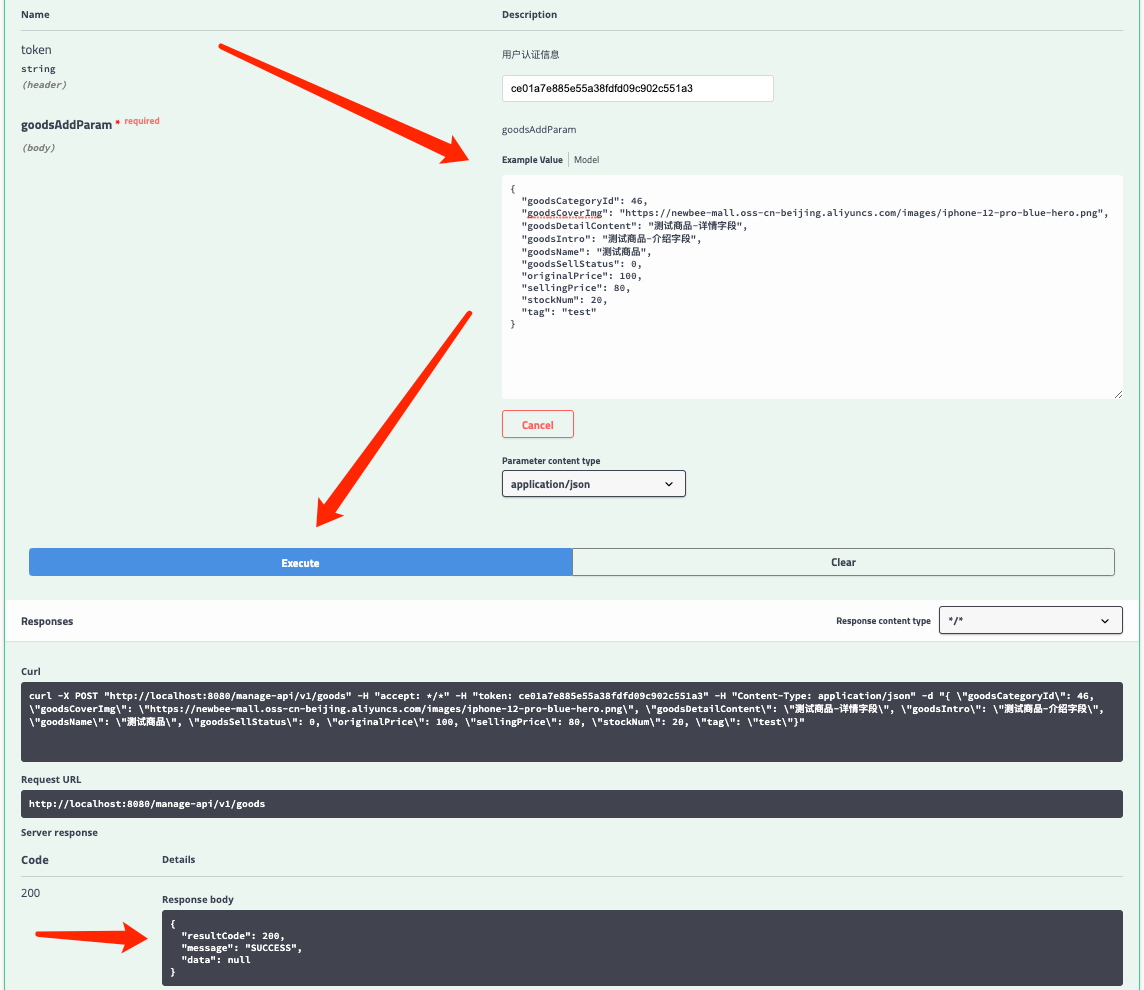 Name Description
token
string
(header)
用户认证信息
ce01a7e885e55a38fdfd09c902c551a3
goodsAddParam * required
(body)
goodsAddParam
Example Value Model
{
"goodsCategoryId": 46,
"goodsCoverImg": "https://newbee-mall.oss-cn-beijing.aliyuncs.com/images/iphone-12-pro-blue-hero.png",
"goodsDetailContent": "测试商品-详情字段",
"goodsIntro": "测试商品-介绍字段",
"goodsName": "测试商品",
"goodsSellStatus": 0,
"originalPrice": 100,
"sellingPrice": 80,
"stockNum": 20,
"tag": "test"
}
Cancel
Parameter content type
application/json
Execute Clear
Responses Response content type */*
Curl
curl -X POST "http://localhost:8080/manage-api/v1/goods" -H "accept: */*" -H "token: ce01a7e885e55a38fdfd09c902c551a3" -H "Content-Type: application/json" -d "{ \"goodsCategoryId\": 46,
\"goodsCoverImg\": \"https://newbee-mall.oss-cn-beijing.aliyuncs.com/images/iphone-12-pro-blue-hero.png\", \"goodsDetailContent\": \"测试商品-详情字段\", \"goodsIntro\": \"测试商品-介绍字段\",
\"goodsName\": \"测试商品\", \"goodsSellStatus\": 0, \"originalPrice\": 100, \"sellingPrice\": 80, \"stockNum\": 20, \"tag\": \"test\"}"
Request URL
http://localhost:8080/manage-api/v1/goods
Server response
Code Details
200
Response body
{
"resultCode": 200,
"message": "SUCCESS",
"data": null
}